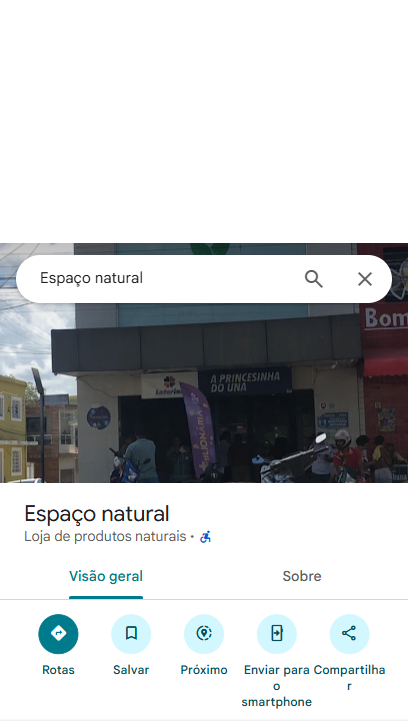 Espaço natural
Bom
Loterias
A PRINCESINHA
DO UNA
+MILIONÁRIA
Espaço natural
Loja de produtos naturais •
Visão geral
Sobre
Rotas
Salvar
Próximo
Enviar para
o
smartphone
Compartilha
r